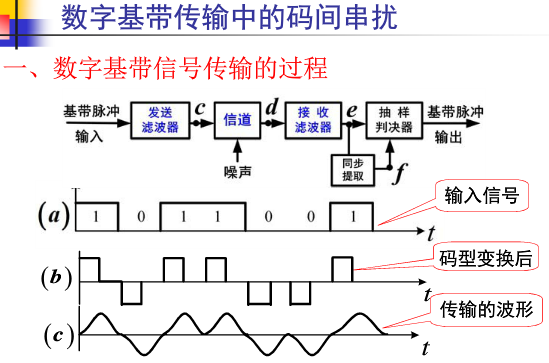 数字基带传输中的码间串扰
一、数字基带信号传输的过程
基带脉冲
输入
发送
滤波器
c
信道
d
接收
滤波器
e
抽样
判决器
基带脉冲
输出
噪声
同步
提取
f
(a)
1 0 1 1 0 0 1
t
输入信号
(b)
t
码型变换后
(c)
t
传输的波形